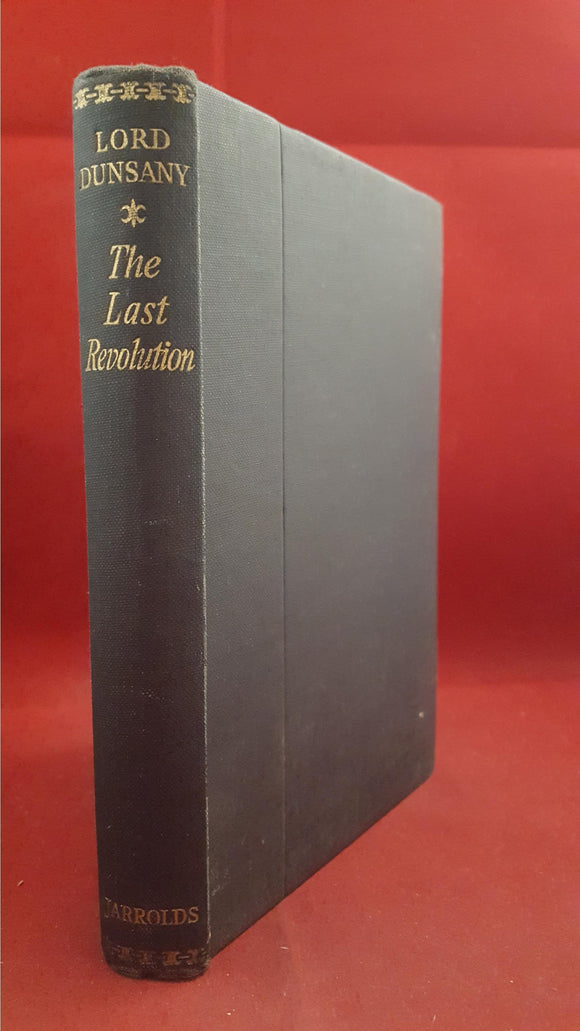 LORD
DUNSANY
The
Last
Revolution
JARROLDS